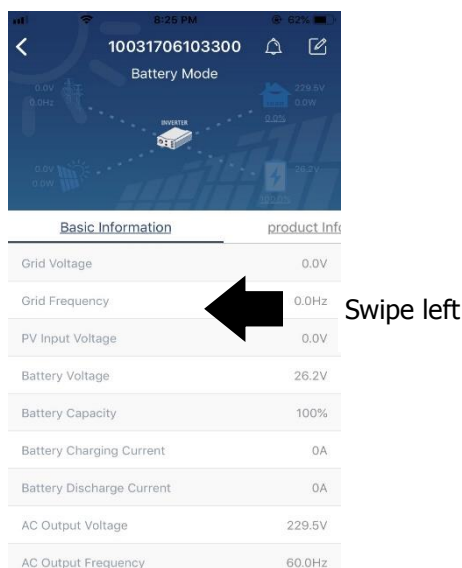 8:25 PM
62%
10031706103300
Battery Mode
0.0V
0.0Hz
229.5V
0.0W
0.0%
INVERTER
0.0V
0.0W
26.2V
Basic Information
product Info
Grid Voltage 0.0V
Grid Frequency 0.0Hz
Swipe left
PV Input Voltage 0.0V
Battery Voltage 26.2V
Battery Capacity 100%
Battery Charging Current 0A
Battery Discharge Current 0A
AC Output Voltage 229.5V
AC Output Frequency 60.0Hz